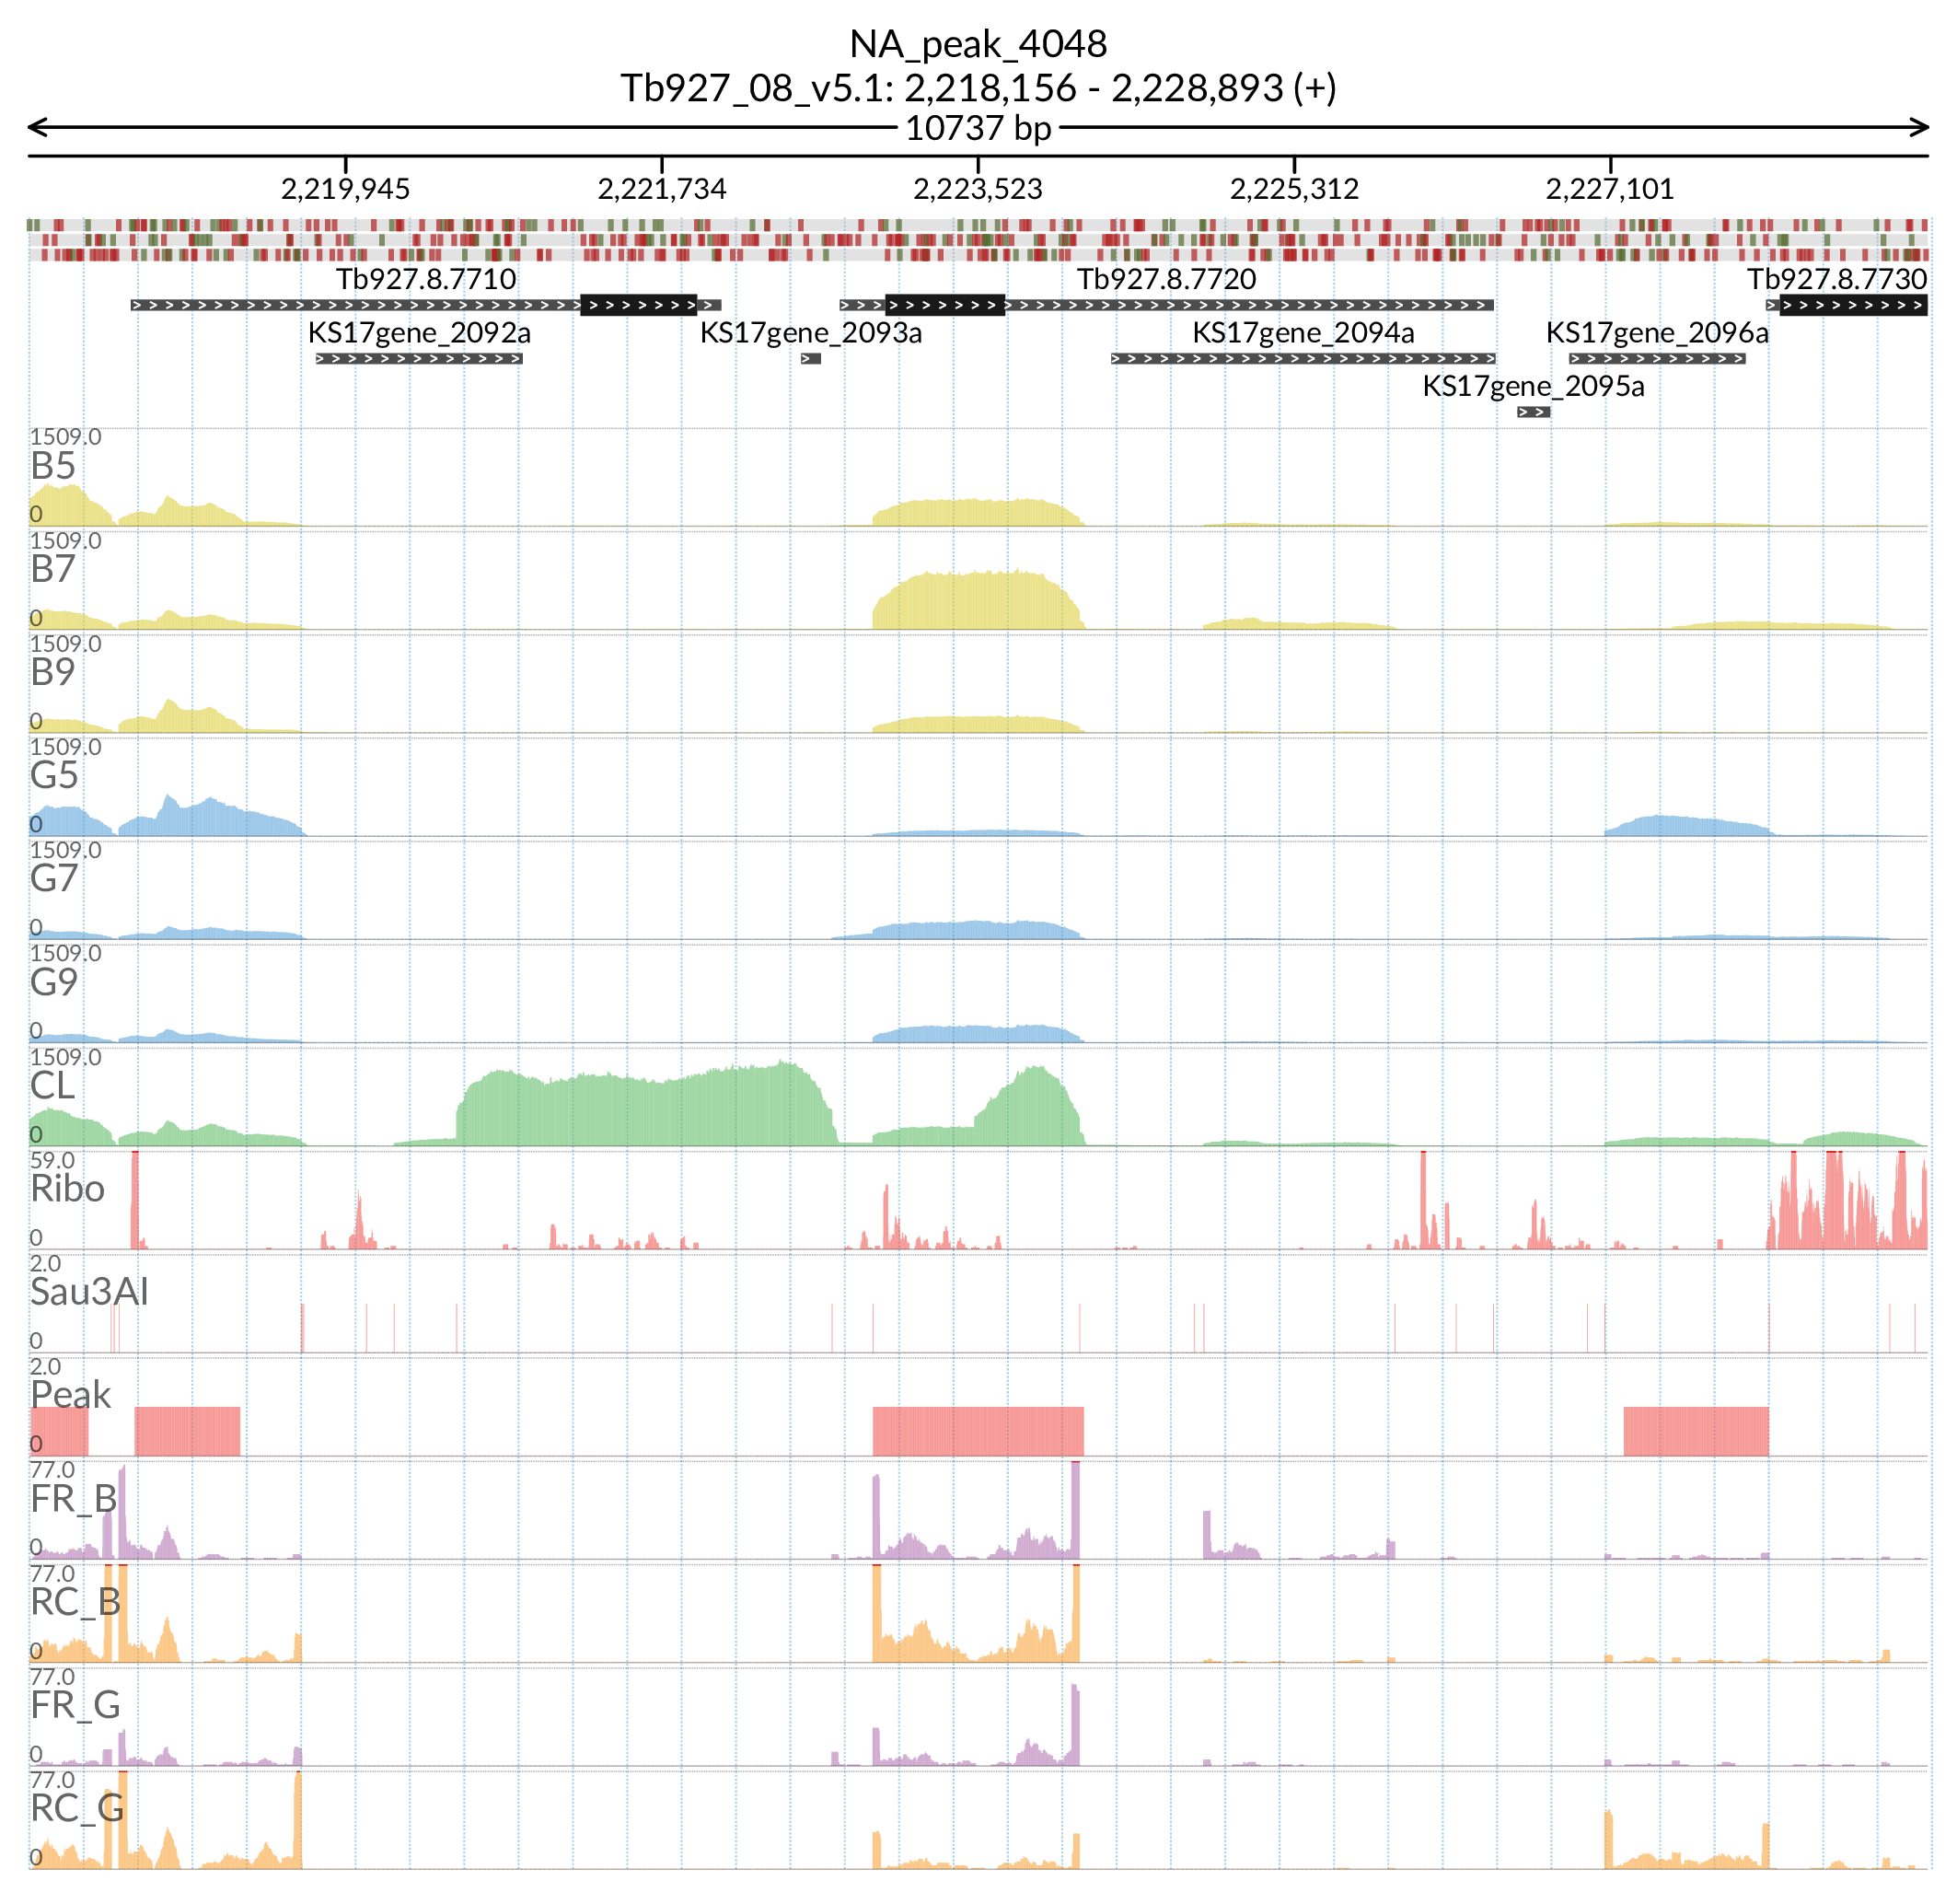 NA_peak_4048
Tb927_08_v5.1: 2,218,156 - 2,228,893 (+)
10737 bp
2,219,945 2,221,734 2,223,523 2,225,312 2,227,101
Tb927.8.7710 Tb927.8.7720 Tb927.8.7730
KS17gene_2092a KS17gene_2093a KS17gene_2094a KS17gene_2096a
KS17gene_2095a
1509.0
B5
0
1509.0
B7
0
1509.0
B9
0
1509.0
G5
0
1509.0
G7
0
1509.0
G9
0
1509.0
CL
0
59.0
Ribo
0
2.0
Sau3AI
0
2.0
Peak
0
77.0
FR_B
0
77.0
RC_B
0
77.0
FR_G
0
77.0
RC_G
0